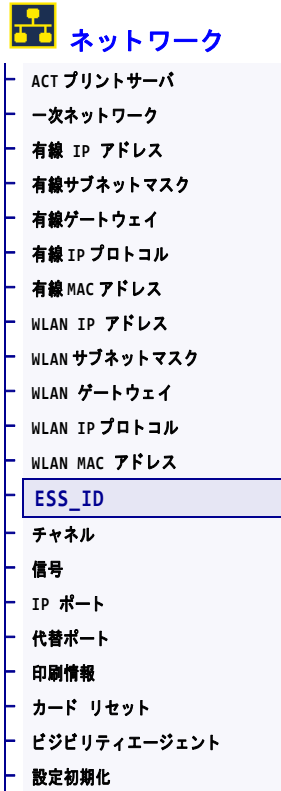 ネットワーク
ACT プリントサーバ
一次ネットワーク
有線 IP アドレス
有線サブネットマスク
有線ゲートウェイ
有線 IP プロトコル
有線 MAC アドレス
WLAN IP アドレス
WLAN サブネットマスク
WLAN ゲートウェイ
WLAN IP プロトコル
WLAN MAC アドレス
ESS_ID
チャネル
信号
IP ポート
代替ポート
印刷情報
カード リセット
ビジビリティエージェント
設定初期化